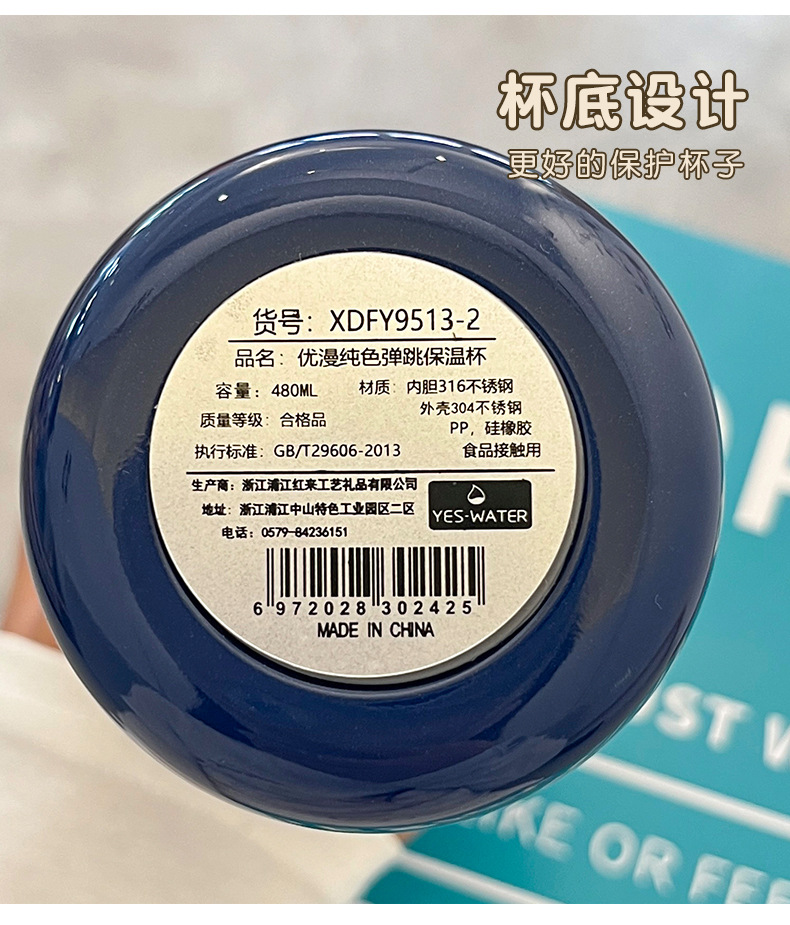 杯底设计
更好的保护杯子
货号：XDFY9513-2
品名：优漫纯色弹跳保温杯
容量：480ML
材质：内胆316不锈钢
外壳304不锈钢
PP，硅橡胶
质量等级：合格品
执行标准：GB/T29606-2013
食品接触用
生产商：浙江浦江红来工艺礼品有限公司
地址：浙江浦江中山特色工业园区二区
电话：0579-84236151
YES-WATER
6 972028 302425
MADE IN CHINA
OR